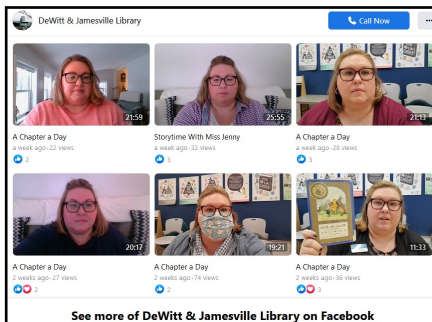 DeWitt & Jamesville Library
Call Now
21:59
25:55
21:13
A Chapter a Day
Storytime With Miss Jenny
A Chapter a Day
a week ago·22 views
a week ago·32 views
a week ago·28 views
2
3
3
20:17
19:21
11:33
A Chapter a Day
A Chapter a Day
A Chapter a Day
2 weeks ago·27 views
2 weeks ago·74 views
2 weeks ago·36 views
2
2
3
See more of DeWitt & Jamesville Library on Facebook